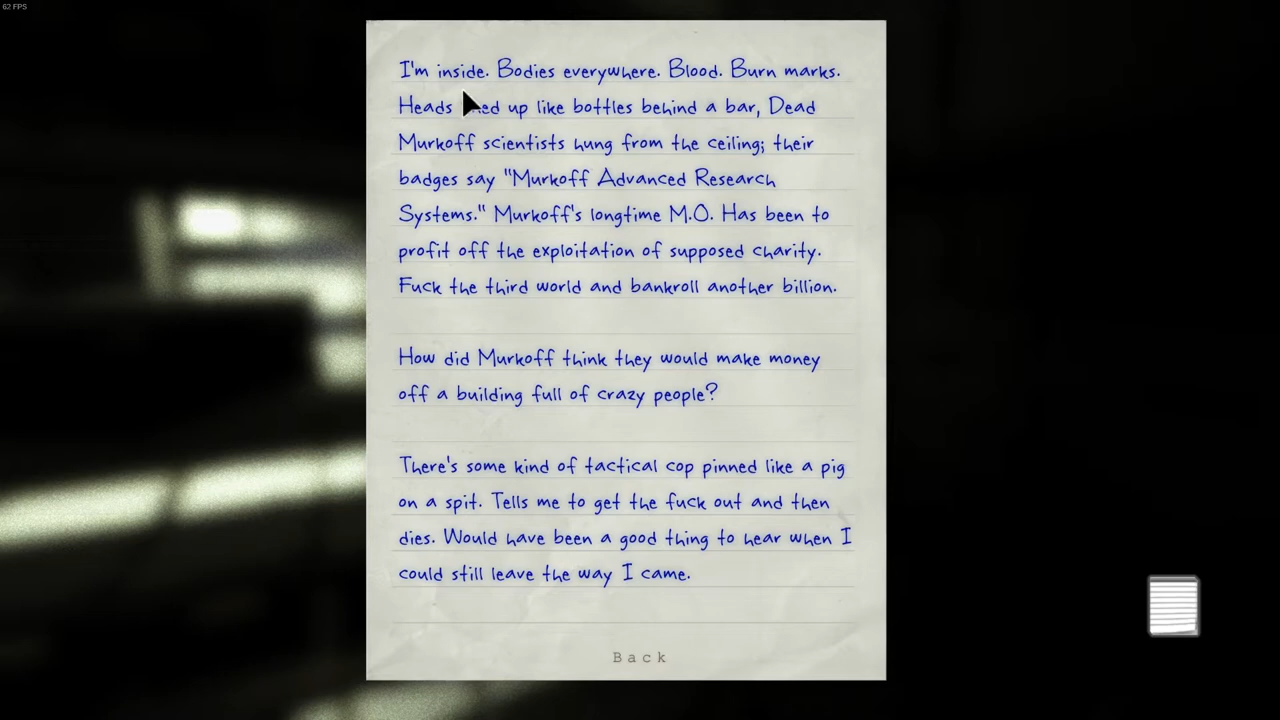 62 FPS
I'm inside. Bodies everywhere. Blood. Burn marks.
Heads up like bottles behind a bar, Dead
Murkoff scientists hung from the ceiling; their
badges say "Murkoff Advanced Research
Systems." Murkoff's longtime M.O. Has been to
profit off the exploitation of supposed charity.
Fuck the third world and bankroll another billion.
How did Murkoff think they would make money
off a building full of crazy people?
There's some kind of tactical cop pinned like a pig
on a spit. Tells me to get the fuck out and then
dies. Would have been a good thing to hear when I
could still leave the way I came.
Back